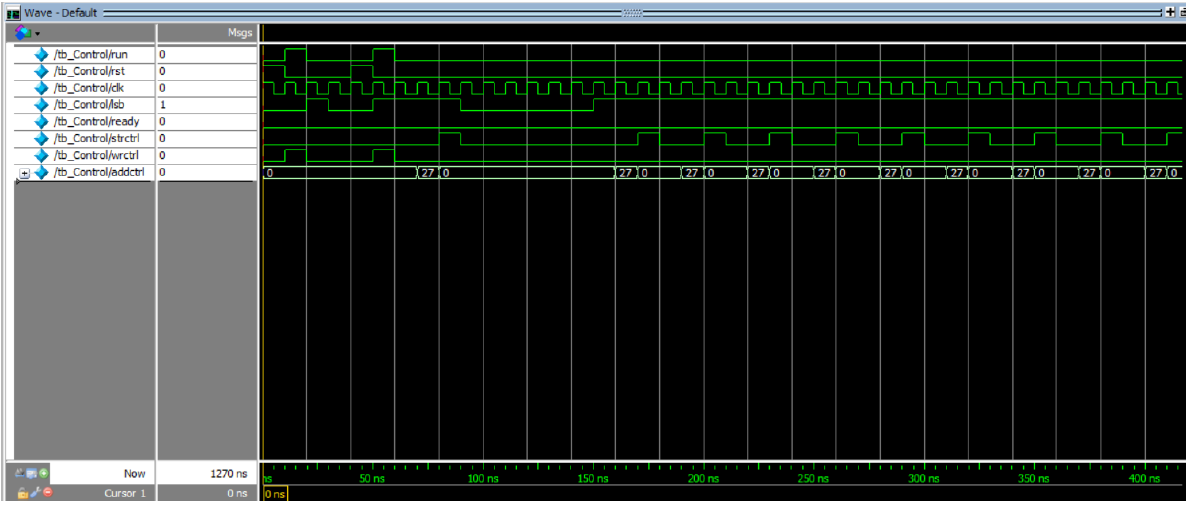 Wave - Default
Msgs
/tb_Control/run 0
/tb_Control/rst 0
/tb_Control/clk 0
/tb_Control/lsb 1
/tb_Control/ready 0
/tb_Control/strctrl 0
/tb_Control/wrctrl 0
/tb_Control/addctrl 0 0 27 0 27 0 27 0 27 0 27 0 27 0 27 0 27 0 27 0 27 0
Now 1270 ns ns 50 ns 100 ns 150 ns 200 ns 250 ns 300 ns 350 ns 400 ns
Cursor 1 0 ns 0 ns